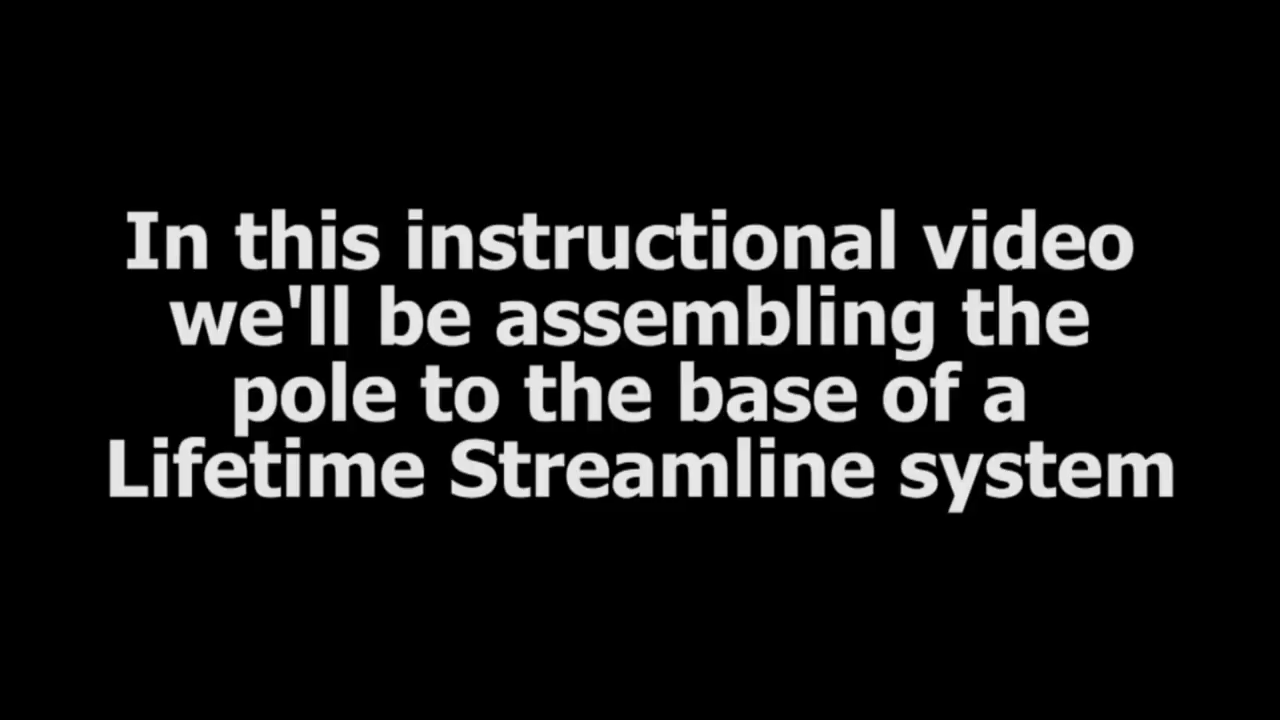 In this instructional video
we'll be assembling the
pole to the base of a
Lifetime Streamline system